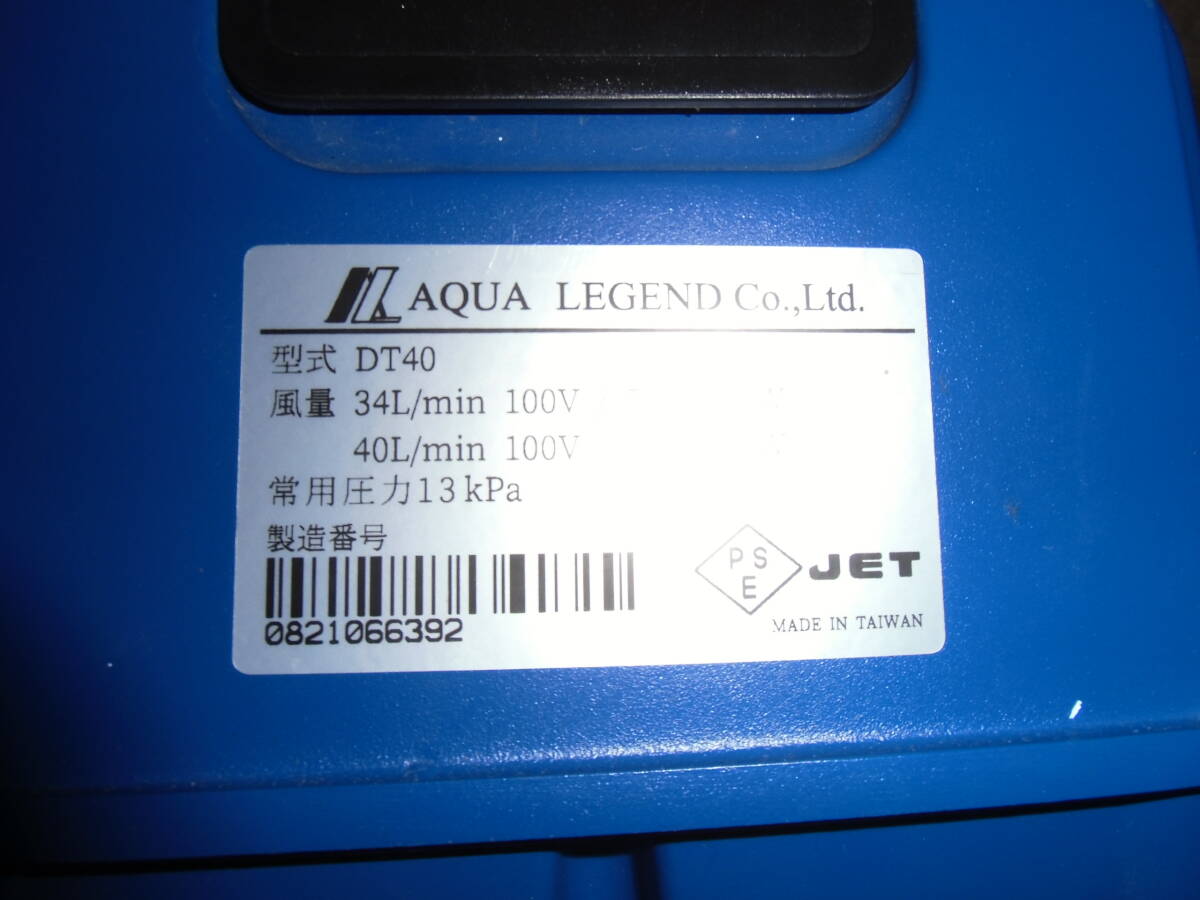 AQUA LEGEND Co.,Ltd.
型式 DT40
風量 34L/min 100V
40L/min 100V
常用圧力13kPa
製造番号
0821066392
PS
E
JET
MADE IN TAIWAN